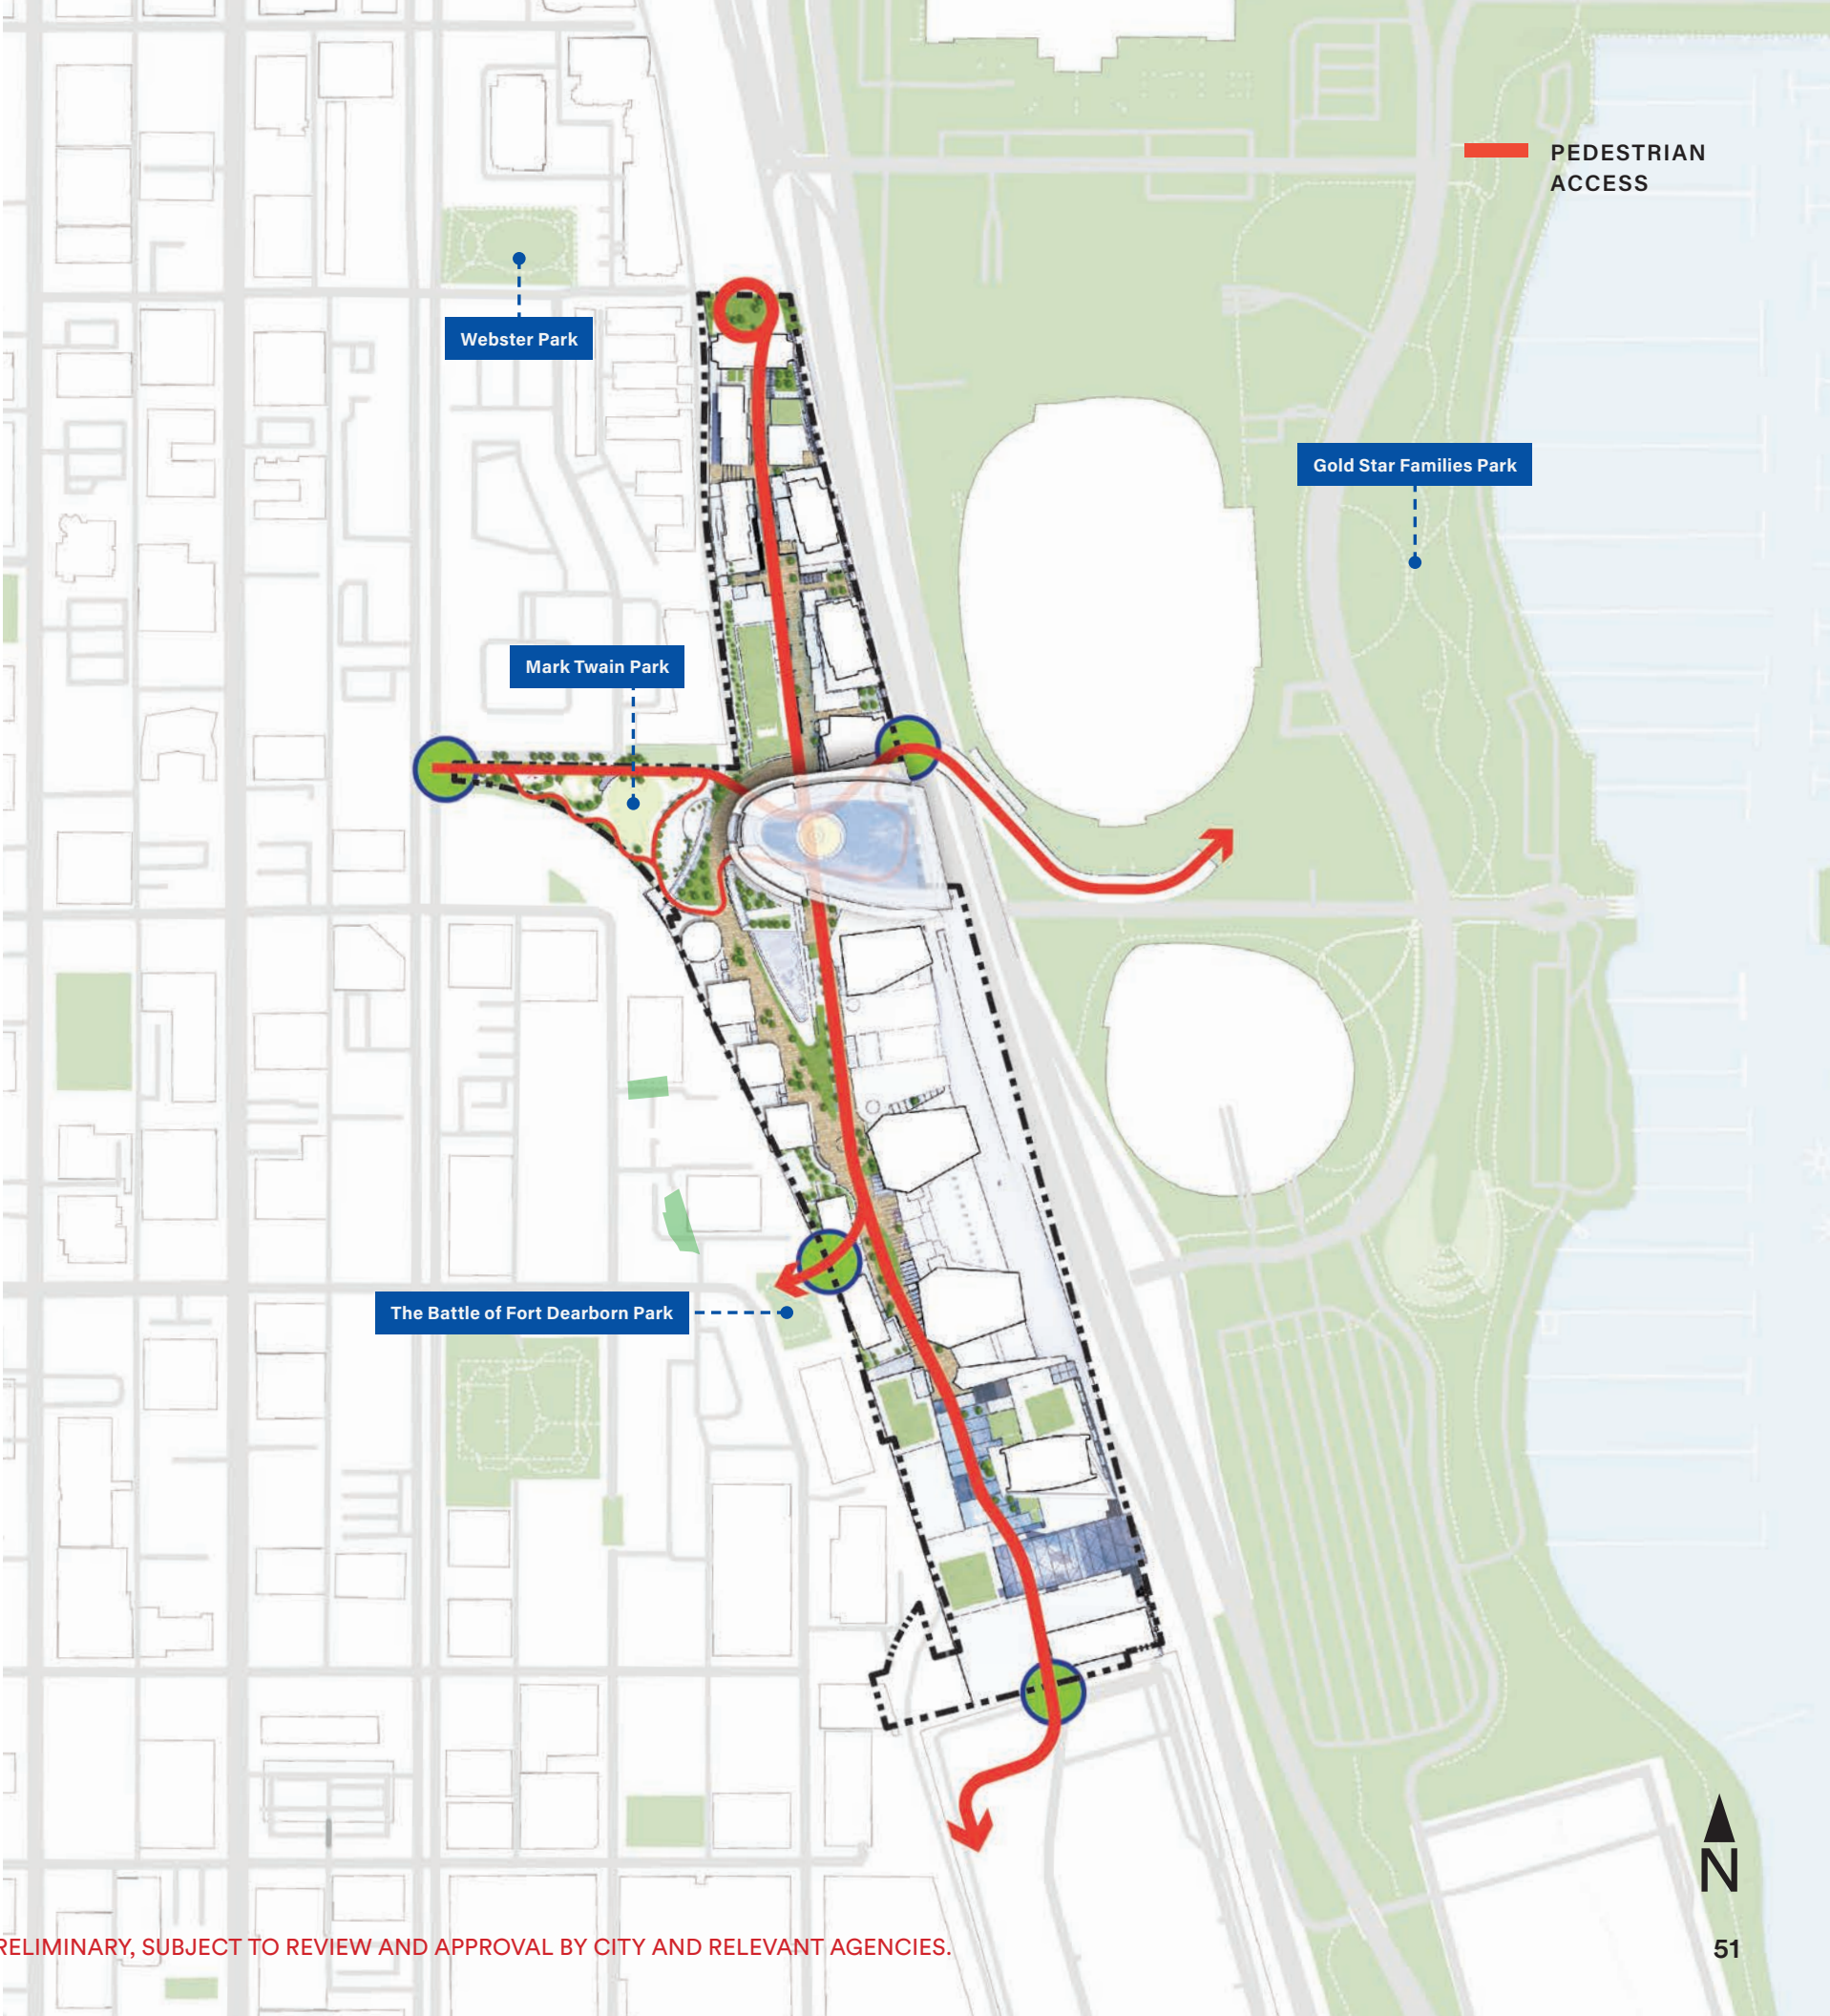 PEDESTRIAN
ACCESS
Webster Park
Gold Star Families Park
Mark Twain Park
The Battle of Fort Dearborn Park
N
RELIMINARY, SUBJECT TO REVIEW AND APPROVAL BY CITY AND RELEVANT AGENCIES.
51